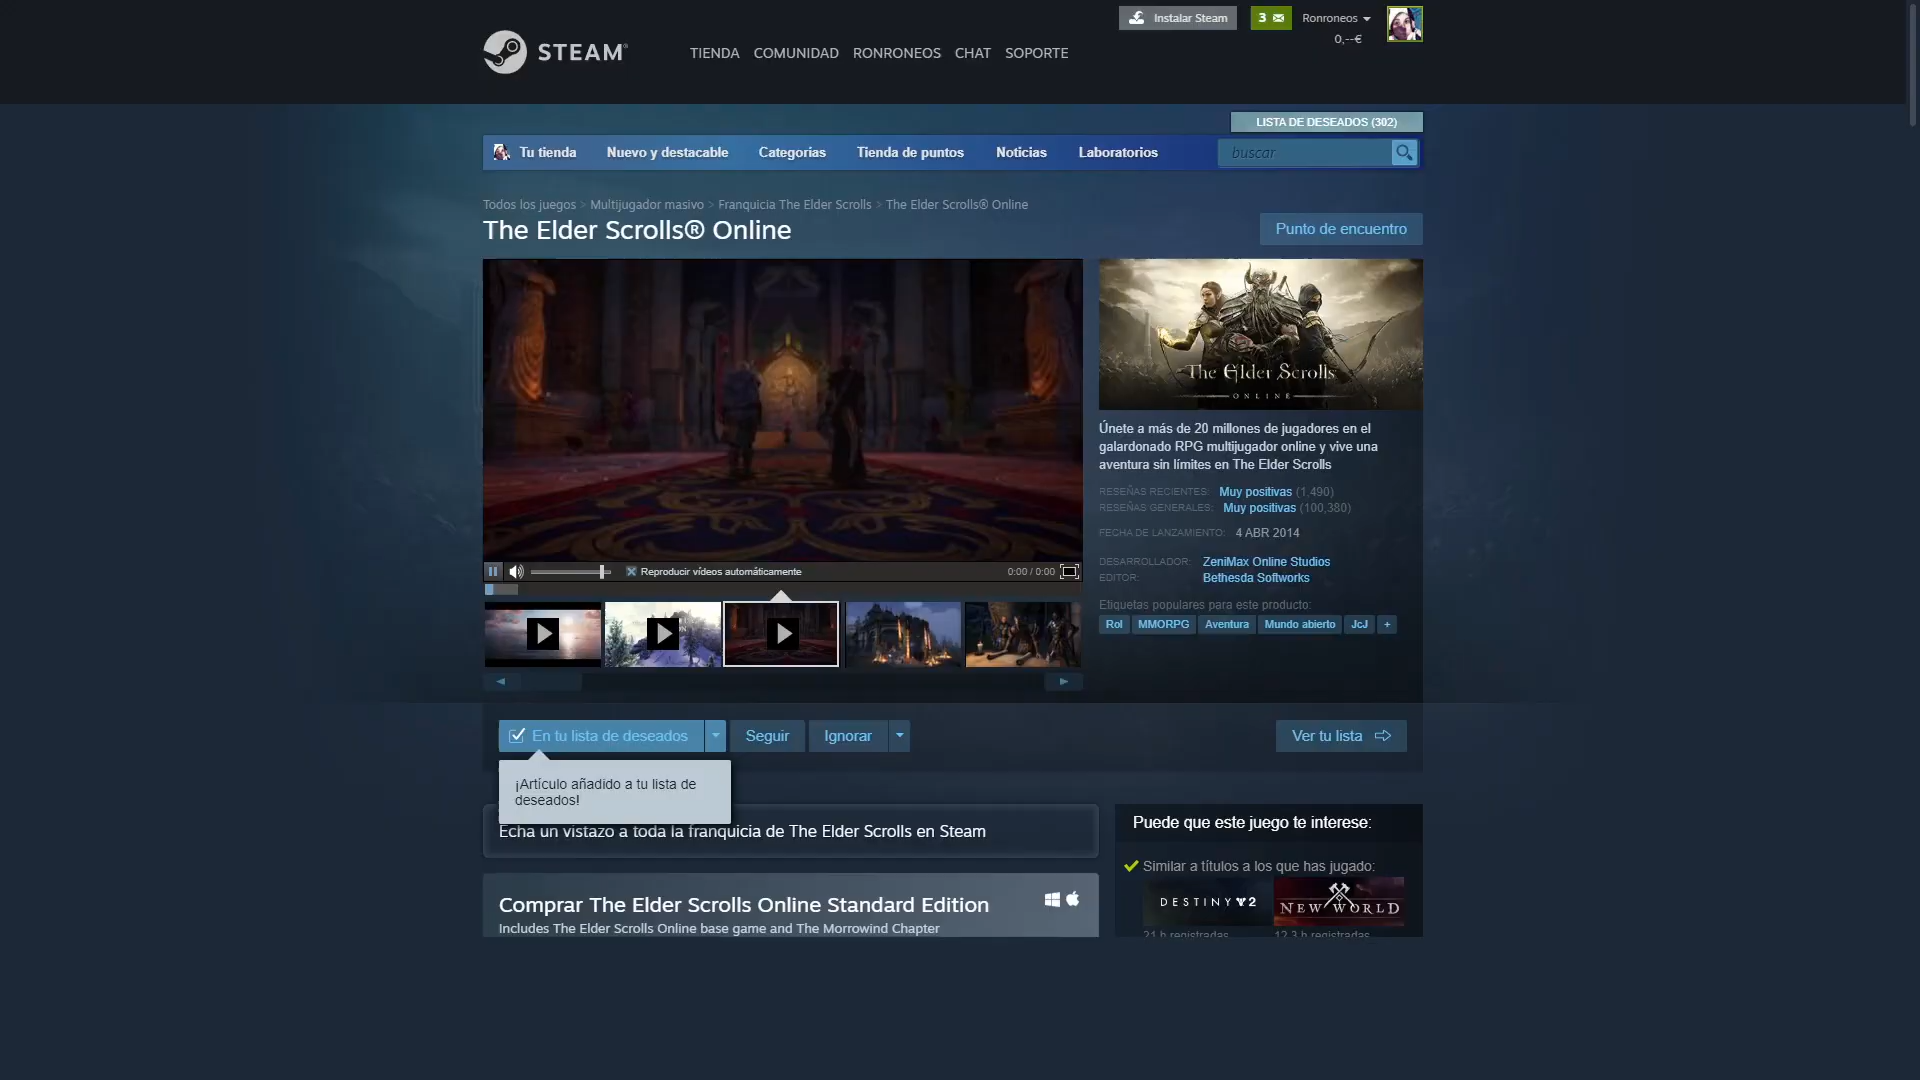 Instalar Steam
3
Ronroneos
0,--€
STEAM
TIENDA COMUNIDAD RONRONEOS CHAT SOPORTE
LISTA DE DESEADOS (302)
Tu tienda Nuevo y destacable Categorías Tienda de puntos Noticias Laboratorios
buscar
Todos los juegos > Multijugador masivo > Franquicia The Elder Scrolls > The Elder Scrolls® Online
The Elder Scrolls® Online
Punto de encuentro
The Elder Scrolls
ONLINE
Únete a más de 20 millones de jugadores en el
galardonado RPG multijugador online y vive una
aventura sin límites en The Elder Scrolls
RESEÑAS RECIENTES: Muy positivas (1,490)
RESEÑAS GENERALES: Muy positivas (100,380)
FECHA DE LANZAMIENTO: 4 ABR 2014
DESARROLLADOR: ZeniMax Online Studios
EDITOR: Bethesda Softworks
Etiquetas populares para este producto:
Rol MMORPG Aventura Mundo abierto JcJ +
Reproducir vídeos automáticamente
0:00 / 0:00
En tu lista de deseados
Seguir
Ignorar
Ver tu lista
¡Artículo añadido a tu lista de
deseados!
Echa un vistazo a toda la franquicia de The Elder Scrolls en Steam
Comprar The Elder Scrolls Online Standard Edition
Includes The Elder Scrolls Online base game and The Morrowind Chapter
Puede que este juego te interese:
Similar a títulos a los que has jugado:
DESTINY 2
NEW WORLD
21 h registradas
12,3 h registradas